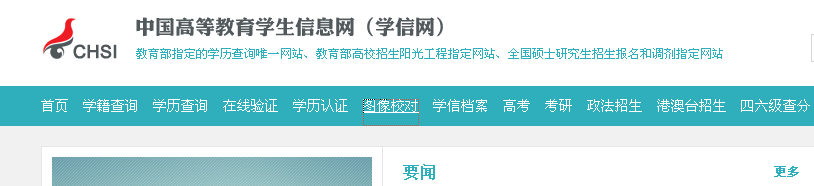 中国高等教育学生信息网（学信网）
CHSI
教育部指定的学历查询唯一网站、教育部高校招生阳光工程指定网站、全国硕士研究生招生报名和调剂指定网站
首页 学籍查询 学历查询 在线验证 学历认证 图像校对 学信档案 高考 考研 政法招生 港澳台招生 四六级查分
要闻 更多